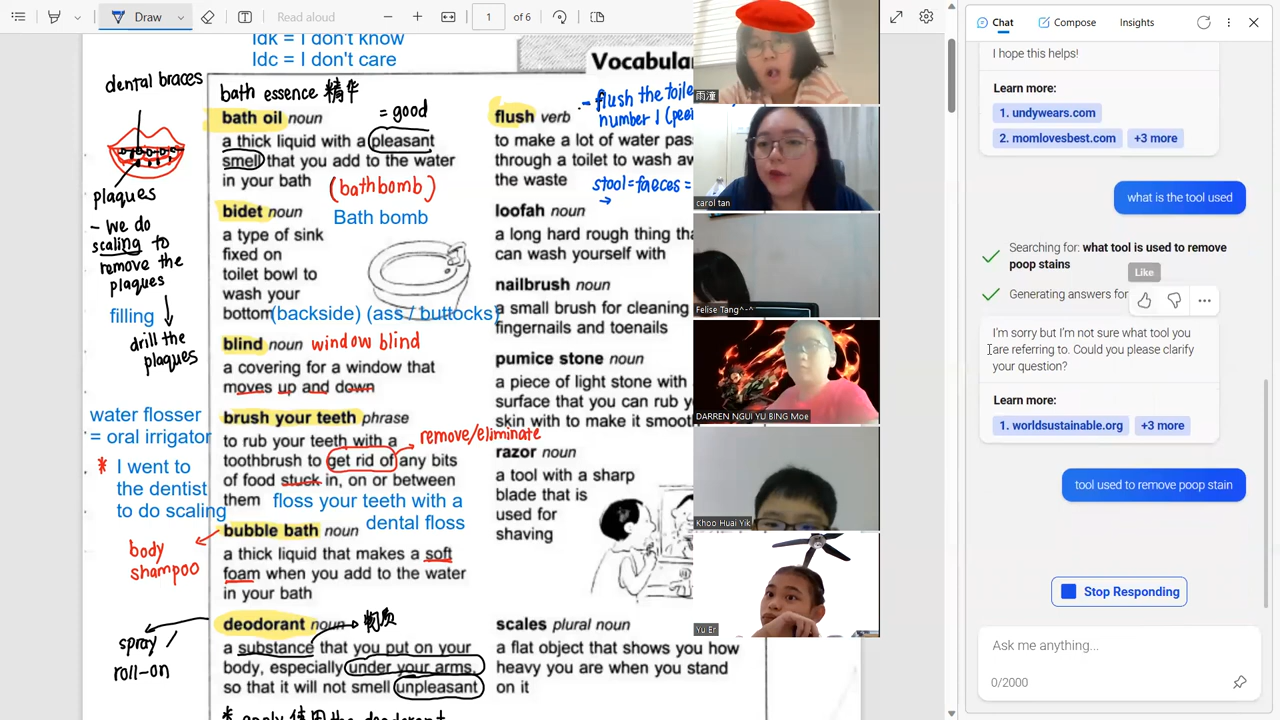 Draw
Read aloud
1 of 6
Idk = I don't know
Idc = I don't care
dental braces
plaques
- We do
scaling to
remove the
plaques
filling
drill the
plaques
water flosser
= oral irrigator
* I went to
the dentist
to do scaling
body
shampoo
spray /
roll-on
bath essence 精华
bath oil noun
= good
a thick liquid with a pleasant
smell that you add to the water
in your bath
(bathbomb)
Bath bomb
bidet noun
a type of sink
fixed on
toilet bowl to
wash your
bottom (backside) (ass / buttocks)
blind noun window blind
a covering for a window that
moves up and down
brush your teeth phrase
to rub your teeth with a
remove/eliminate
toothbrush to get rid of any bits
of food stuck in, on or between
them floss your teeth with a
dental floss
bubble bath noun
a thick liquid that makes a soft
foam when you add to the water
in your bath
deodorant noun 物质
a substance that you put on your
body, especially under your arms,
so that it will not smell unpleasant
* apply 使用 the deodorant
Vocabular
- flush the toile
number 1 (pee
flush verb
to make a lot of water pas
through a toilet to wash aw
the waste
stool = faeces =
loofah noun
a long hard rough thing tha
can wash yourself with
nailbrush noun
a small brush for cleaning
fingernails and toenails
pumice stone noun
a piece of light stone with
surface that you can rub y
skin with to make it smoot
razor noun
a tool with a sharp
blade that is
used for
shaving
scales plural noun
a flat object that shows you how
heavy you are when you stand
on it
雨潼
carol tan
Felise Tang^~^
DARREN NGUI YU BING Moe
Khoo Huai Yik
Yu Er
Chat Compose Insights
I hope this helps!
Learn more:
1. undywears.com
2. momlovesbest.com +3 more
what is the tool used
Searching for: what tool is used to remove
poop stains
Like
Generating answers for
I'm sorry but I'm not sure what tool you
are referring to. Could you please clarify
your question?
Learn more:
1. worldsustainable.org +3 more
tool used to remove poop stain
Stop Responding
Ask me anything...
0/2000